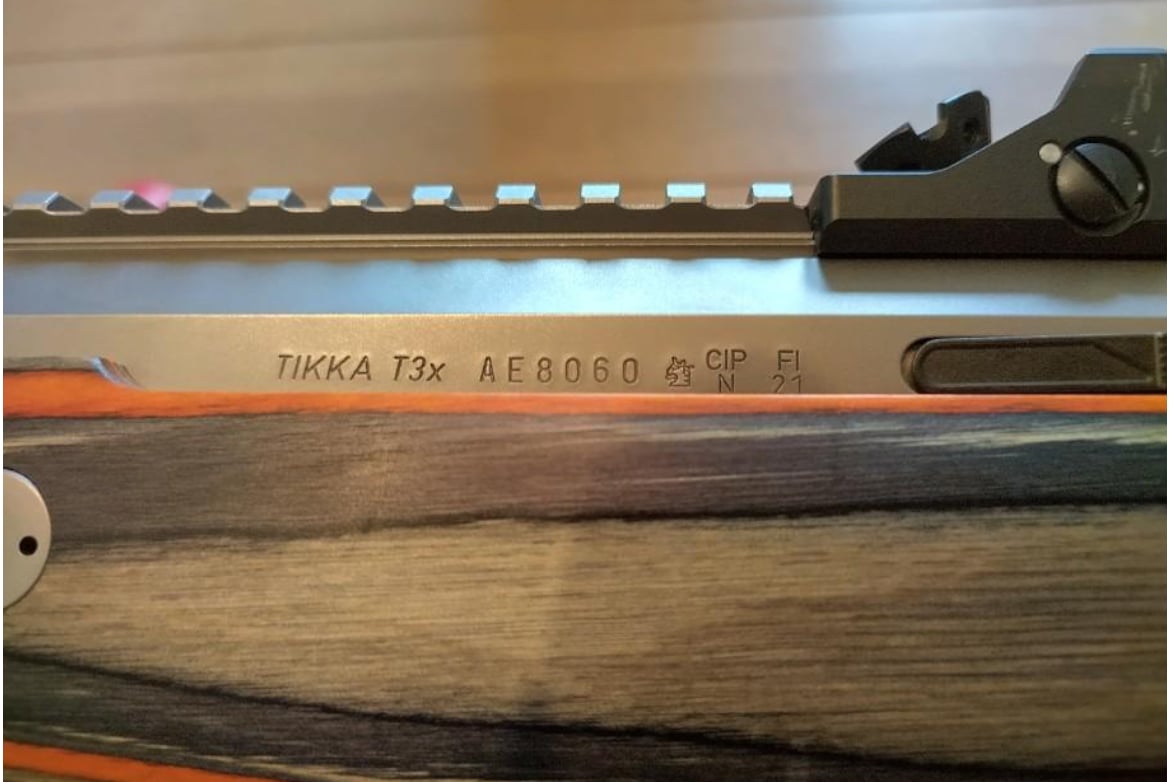 TIKKA T3x AE8060 CIP FI
N 21